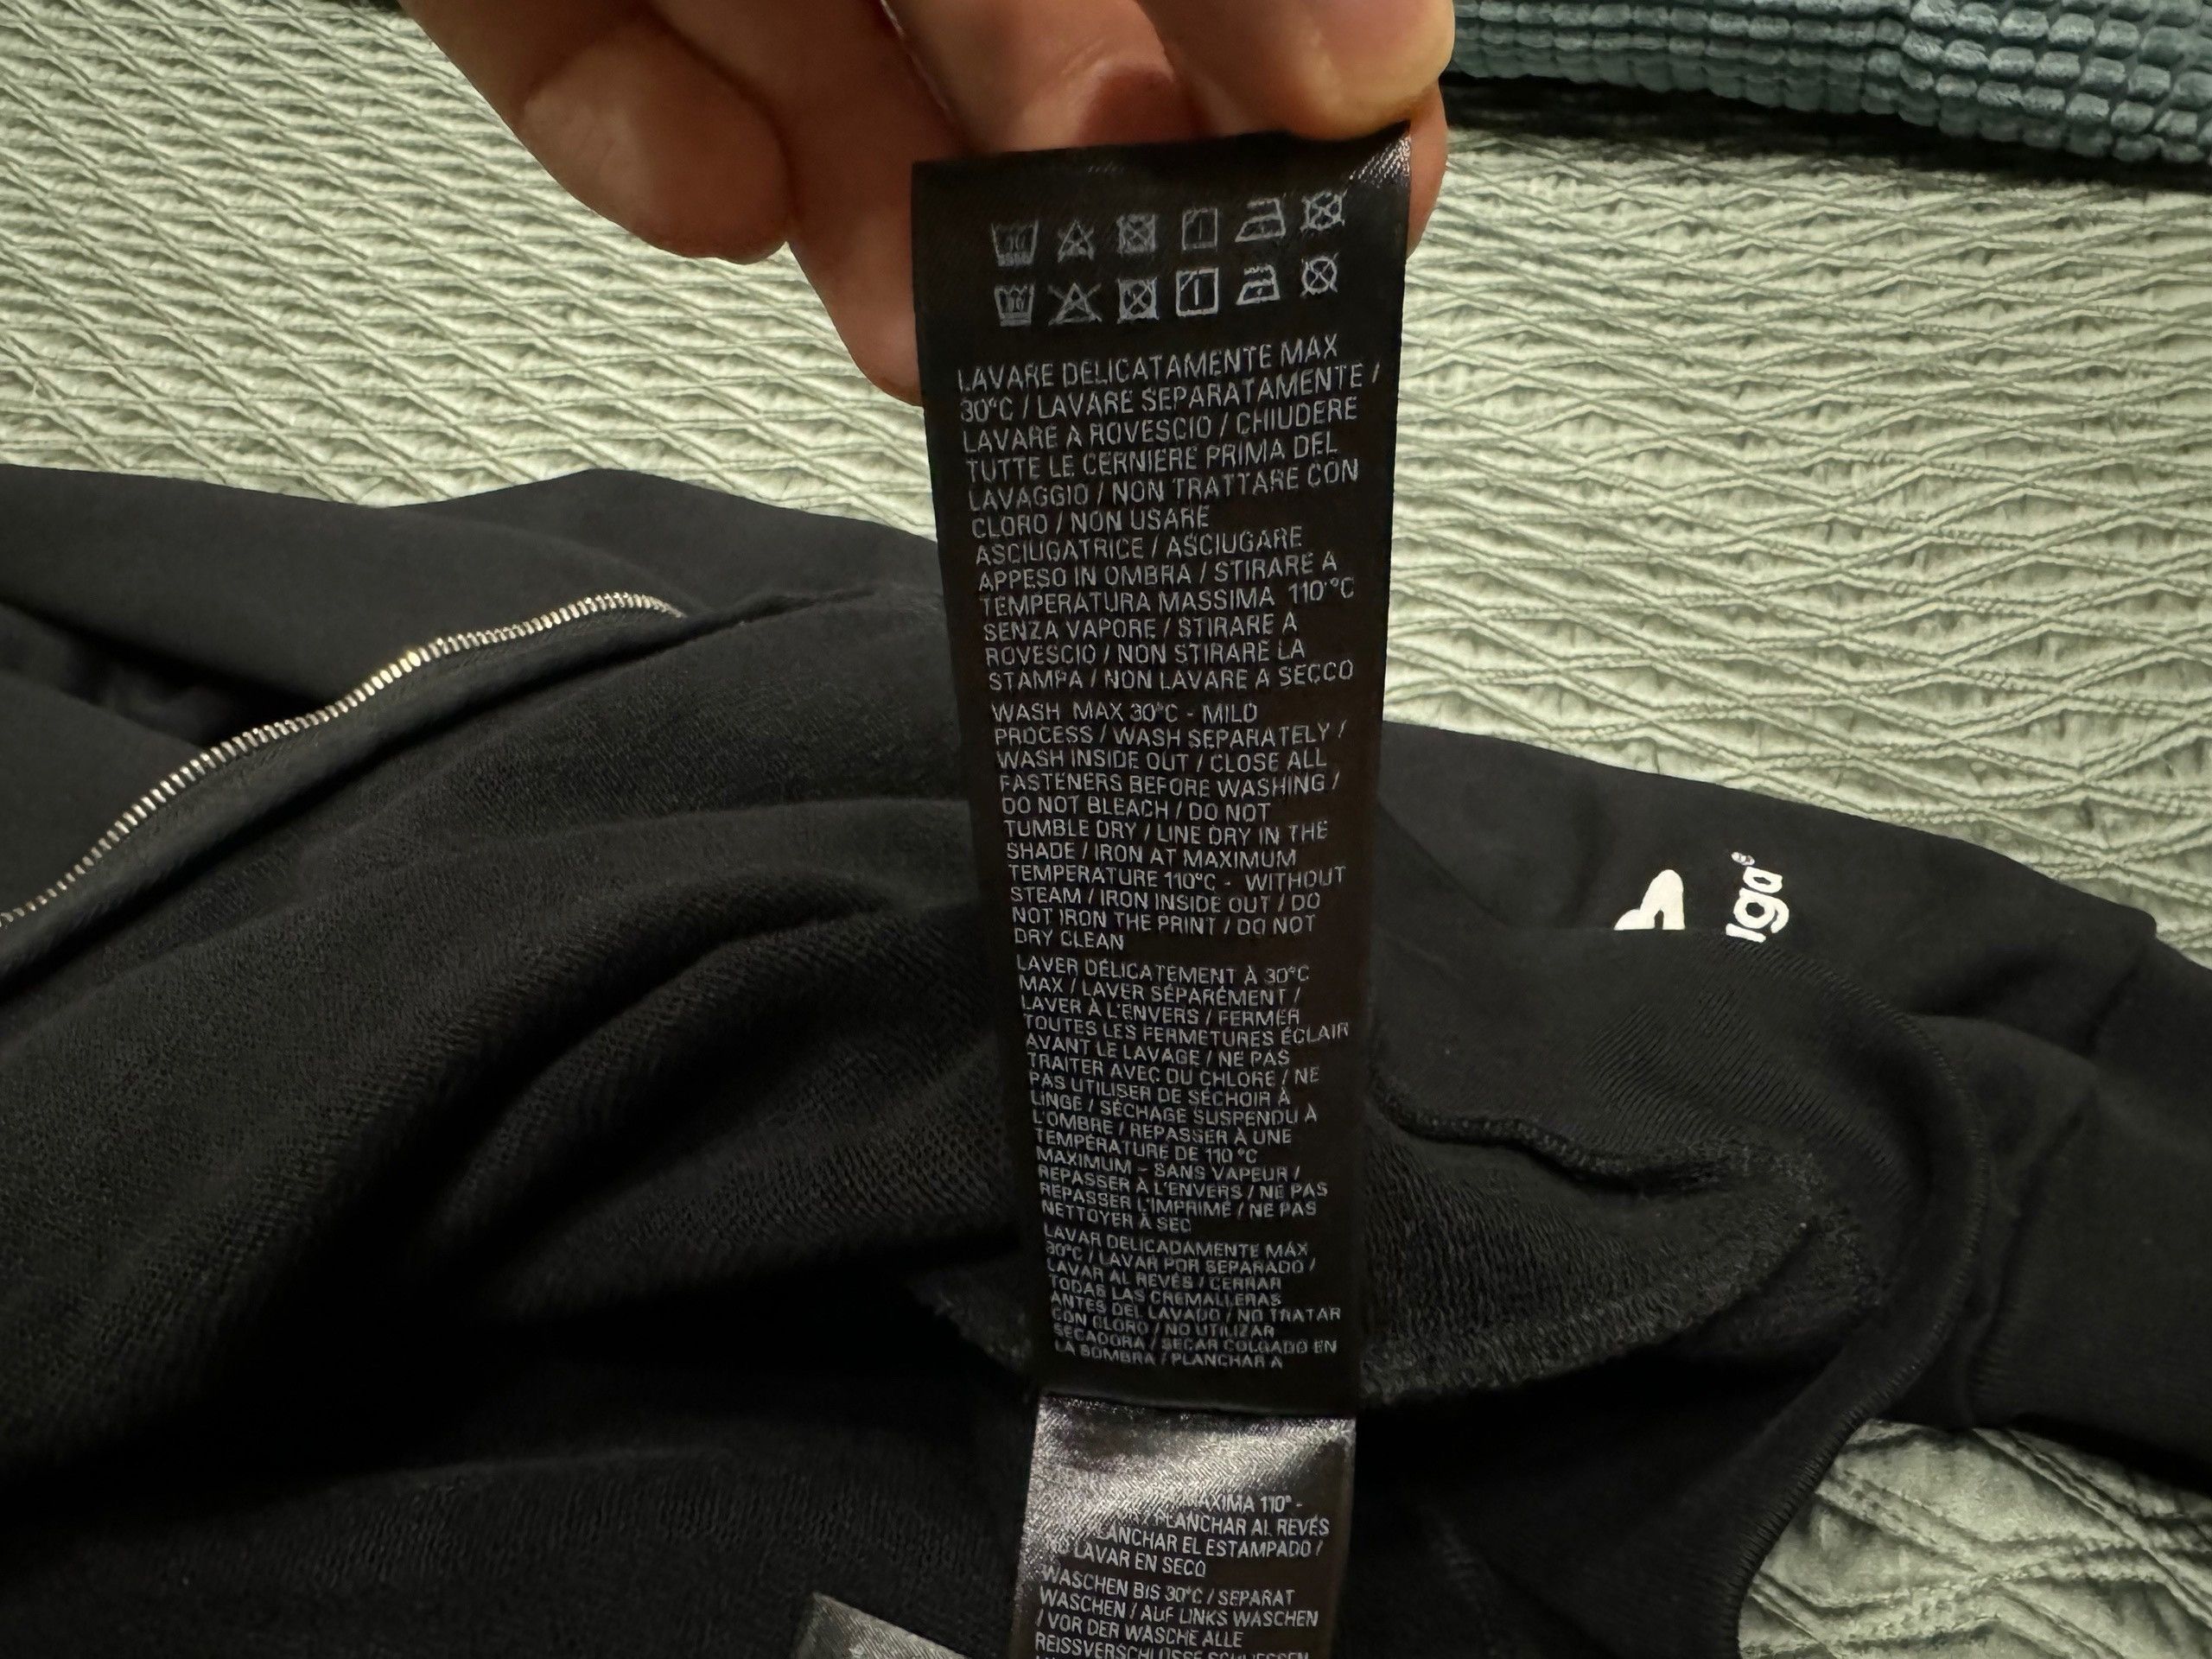 LAVARE DELICATAMENTE MAX
30°C / LAVARE SEPARATAMENTE /
LAVARE A ROVESCIO / CHIUDERE
TUTTE LE CERNIERE PRIMA DEL
LAVAGGIO / NON TRATTARE CON
CLORO / NON USARE
ASCIUGATRICE / ASCIUGARE
APPESO IN OMBRA / STIRARE A
TEMPERATURA MASSIMA 110°C
SENZA VAPORE / STIRARE A
ROVESCIO / NON STIRARE LA
STAMPA / NON LAVARE A SECCO
WASH MAX 30°C - MILD
PROCESS / WASH SEPARATELY /
WASH INSIDE OUT / CLOSE ALL
FASTENERS BEFORE WASHING /
DO NOT BLEACH / DO NOT
TUMBLE DRY / LINE DRY IN THE
SHADE / IRON AT MAXIMUM
TEMPERATURE 110°C - WITHOUT
STEAM / IRON INSIDE OUT / DO
NOT IRON THE PRINT / DO NOT
DRY CLEAN
LAVER DÉLICATEMENT À 30°C
MAX / LAVER SÉPARÉMENT /
LAVER À L'ENVERS / FERMER
TOUTES LES FERMETURES ÉCLAIR
AVANT LE LAVAGE / NE PAS
TRAITER AVEC DU CHLORE / NE
PAS UTILISER DE SÉCHOIR À
LINGE / SÉCHAGE SUSPENDU À
L'OMBRE / REPASSER À UNE
TEMPÉRATURE DE 110°C
MAXIMUM - SANS VAPEUR /
REPASSER À L'ENVERS / NE PAS
REPASSER L'IMPRIMÉ / NE PAS
NETTOYER À SEC
LAVAR DELICADAMENTE MÁX
30°C / LAVAR POR SEPARADO /
LAVAR AL REVÉS / CERRAR
TODAS LAS CREMALLERAS
ANTES DEL LAVADO / NO TRATAR
CON CLORO / NO UTILIZAR
SECADORA / SECAR COLGADO EN
LA SOMBRA / PLANCHAR A
AXIMA 110° -
/ PLANCHAR AL REVÉS
LANCHAR EL ESTAMPADO /
LAVAR EN SECO
WASCHEN BIS 30°C / SEPARAT
WASCHEN / AUF LINKS WASCHEN
/ VOR DER WÄSCHE ALLE
REISSVERSCHLÜSSE SCHLIESSEN
lga®